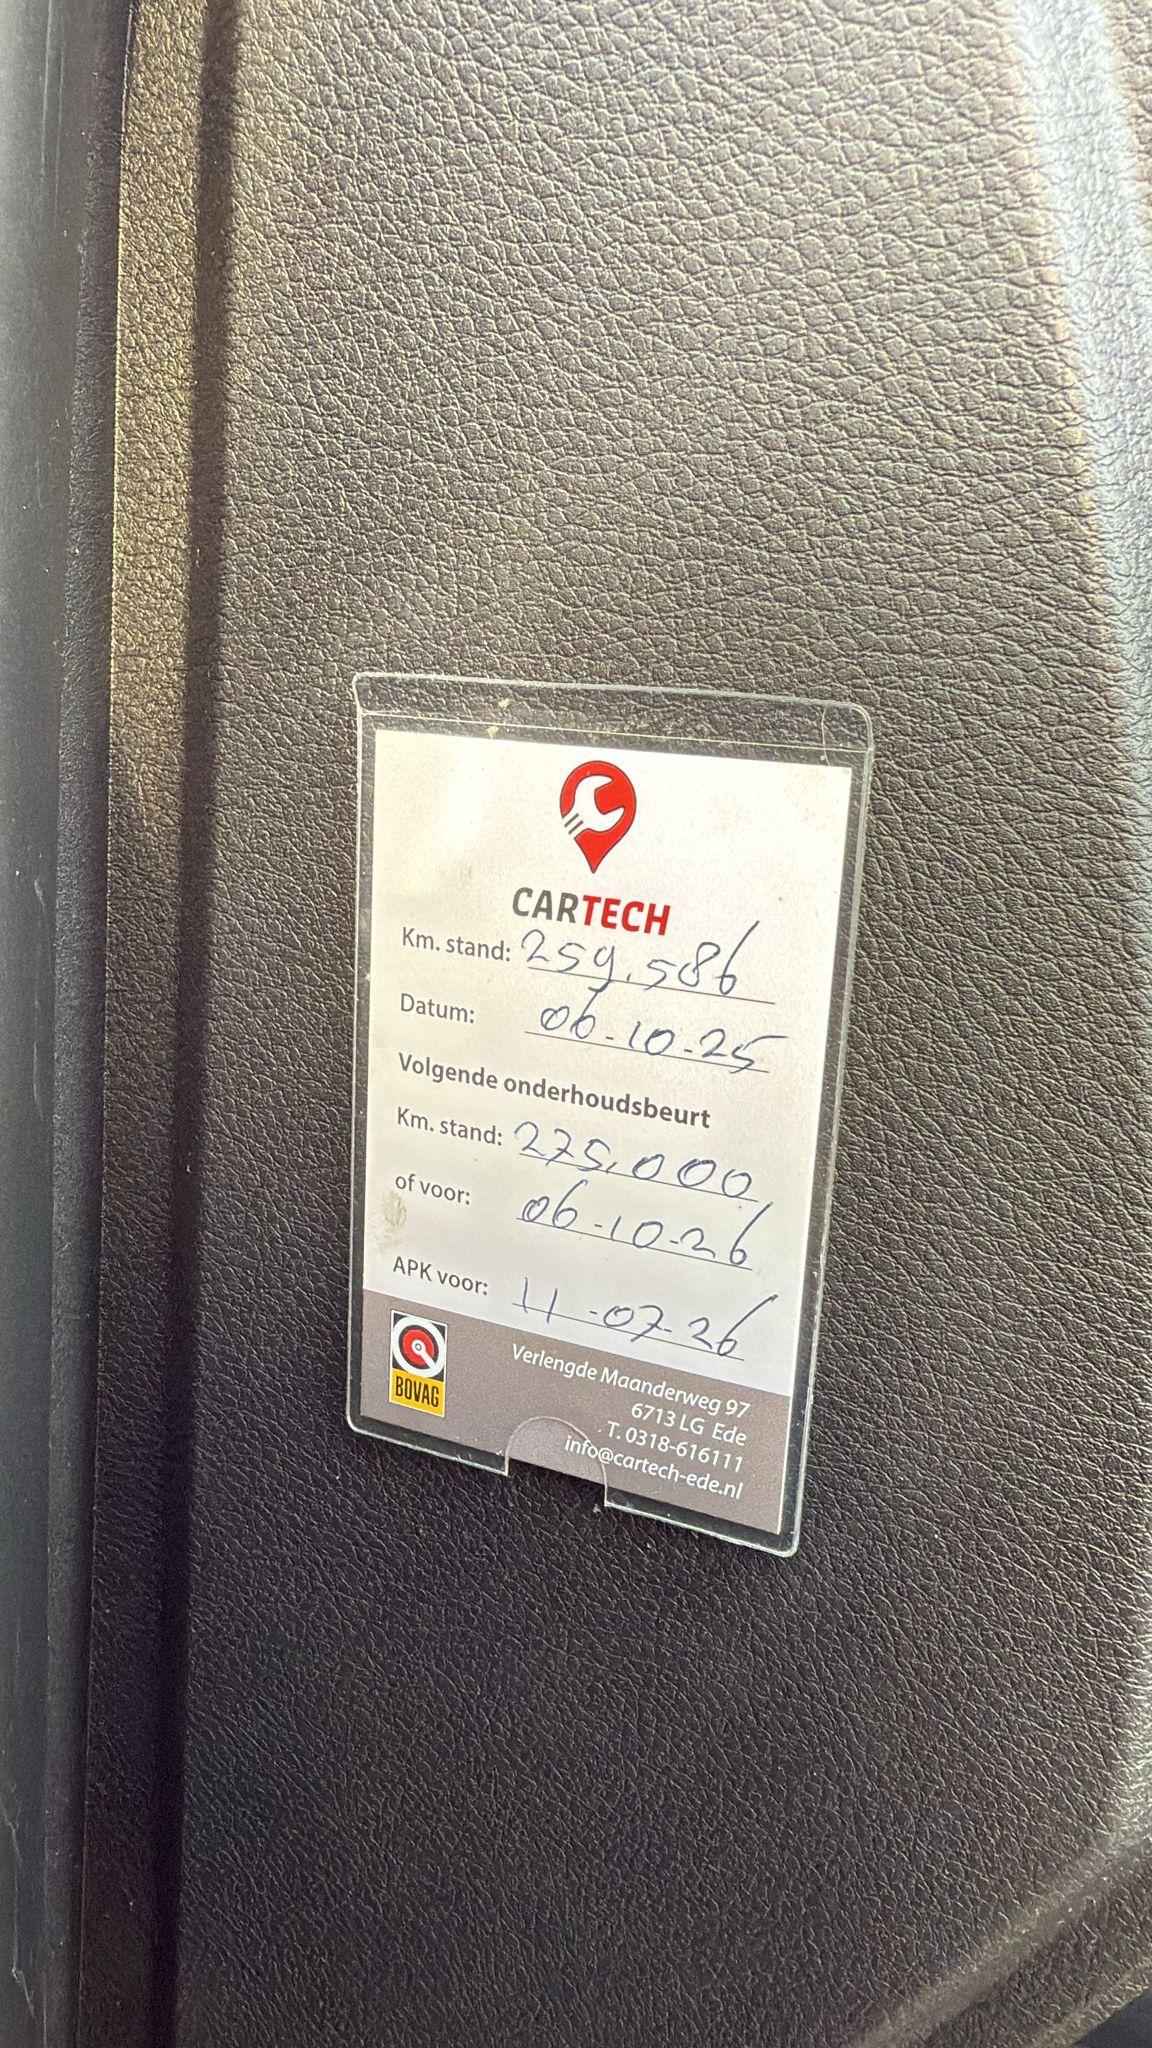 CARTECH
Km. stand: 259.586
Datum: 06-10-25
Volgende onderhoudsbeurt
Km. stand: 275.000
of voor: 06-10-26
APK voor: 11-07-26
BOVAG
Verlengde Maanderweg 97
6713 LG Ede
T. 0318-616111
info@cartech-ede.nl